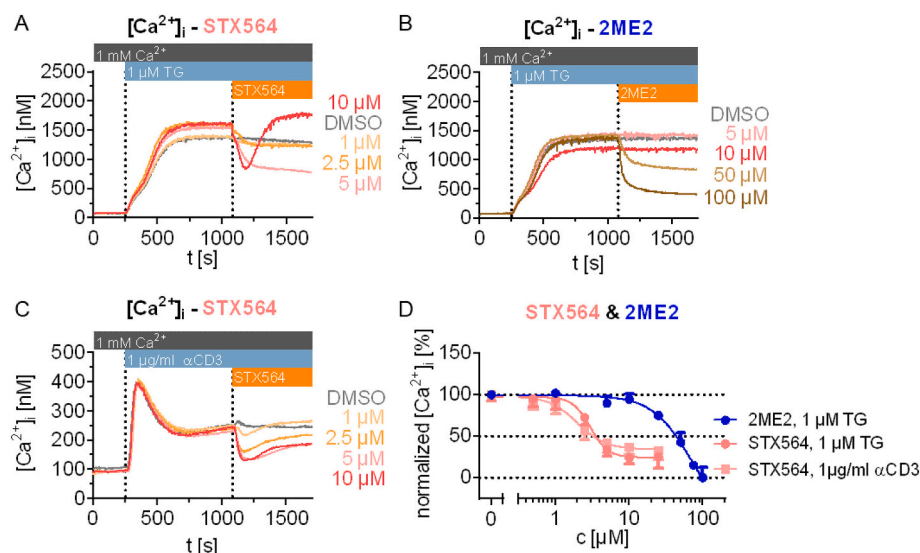 A
[Ca²⁺]ᵢ - STX564
1 mM Ca²⁺
1 µM TG
STX564
[Ca²⁺]ᵢ [nM]
2500
2000
1500
1000
500
0
0 500 1000 1500
t [s]
10 µM
DMSO
1 µM
2.5 µM
5 µM
B
[Ca²⁺]ᵢ - 2ME2
1 mM Ca²⁺
1 µM TG
2ME2
[Ca²⁺]ᵢ [nM]
2500
2000
1500
1000
500
0
0 500 1000 1500
t [s]
DMSO
5 µM
10 µM
50 µM
100 µM
C
[Ca²⁺]ᵢ - STX564
1 mM Ca²⁺
1 µg/ml αCD3
STX564
[Ca²⁺]ᵢ [nM]
500
400
300
200
100
0
0 500 1000 1500
t [s]
DMSO
1 µM
2.5 µM
5 µM
10 µM
D
STX564 & 2ME2
normalized [Ca²⁺]ᵢ [%]
150
100
50
0
0 1 10 100
c [µM]
2ME2, 1 µM TG
STX564, 1 µM TG
STX564, 1µg/ml αCD3